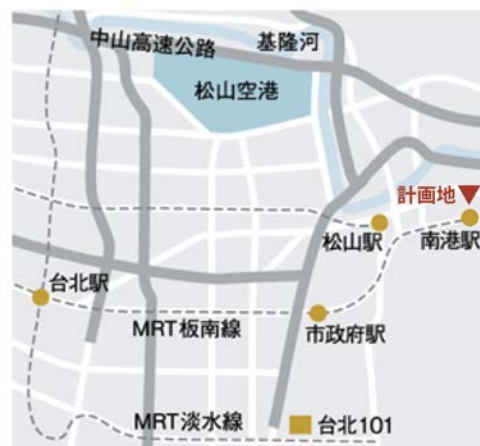 中山高速公路
基隆河
松山空港
計画地
松山駅
南港駅
台北駅
MRT板南線
市政府駅
MRT淡水線
台北101